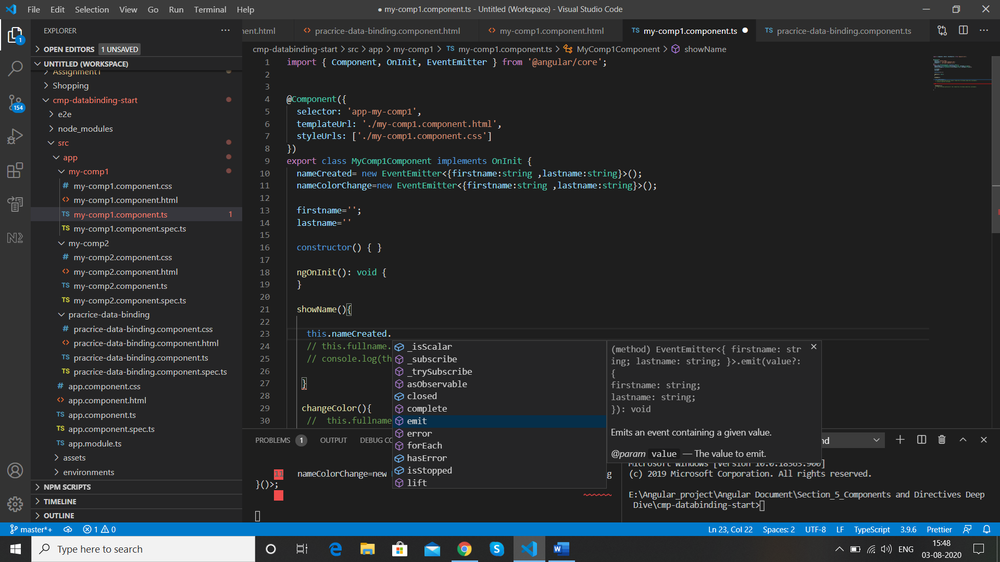 File Edit Selection View Go Run Terminal Help
● my-comp1.component.ts - Untitled (Workspace) - Visual Studio Code
EXPLORER
OPEN EDITORS 1 UNSAVED
UNTITLED (WORKSPACE)
Assignment1
Shopping
cmp-databinding-start
e2e
node_modules
src
app
my-comp1
# my-comp1.component.css
<> my-comp1.component.html
TS my-comp1.component.ts 1
TS my-comp1.component.spec.ts
my-comp2
# my-comp2.component.css
<> my-comp2.component.html
TS my-comp2.component.ts
TS my-comp2.component.spec.ts
pracrice-data-binding
# pracrice-data-binding.component.css
<> pracrice-data-binding.component.html
TS pracrice-data-binding.component.ts
TS pracrice-data-binding.component.spec.ts
# app.component.css
<> app.component.html
TS app.component.ts
TS app.component.spec.ts
TS app.module.ts
assets
environments
NPM SCRIPTS
TIMELINE
OUTLINE
1
154
nent.html
<> pracrice-data-binding.component.html
<> my-comp1.component.html
TS my-comp1.component.ts ●
TS pracrice-data-binding.component.ts
cmp-databinding-start > src > app > my-comp1 > TS my-comp1.component.ts > MyComp1Component > showName
1 import { Component, OnInit, EventEmitter } from '@angular/core';
2
3
4 @Component({
5 selector: 'app-my-comp1',
6 templateUrl: './my-comp1.component.html',
7 styleUrls: ['./my-comp1.component.css']
8 })
9 export class MyComp1Component implements OnInit {
10 nameCreated= new EventEmitter<{firstname:string ,lastname:string}>();
11 nameColorChange=new EventEmitter<{firstname:string ,lastname:string}>();
12
13 firstname='';
14 lastname=''
15
16 constructor() { }
17
18 ngOnInit(): void {
19 }
20
21 showName(){
22
23 this.nameCreated.
24 // this.fullname.
25 // console.log(th
26
27 }
28
29 changeColor(){
30 // this.fullname
_isScalar
_subscribe
_trySubscribe
asObservable
closed
complete
emit
error
forEach
hasError
isStopped
lift
(method) EventEmitter<{ firstname: str
ing; lastname: string; }>.emit(value?:
{
firstname: string;
lastname: string;
}): void
Emits an event containing a given value.
@param value — The value to emit.
PROBLEMS 1 OUTPUT DEBUG CO
nd
11 nameColorChange=new
g
}()>;
Microsoft Windows [Version 10.0.18363.900]
(c) 2019 Microsoft Corporation. All rights reserved.
E:\Angular_project\Angular Document\Section_5_Components and Directives Deep
Dive\cmp-databinding-start>
master*+ 1 0
Ln 23, Col 22 Spaces: 2 UTF-8 LF TypeScript 3.9.6 Prettier
Type here to search
ENG
15:48
03-08-2020